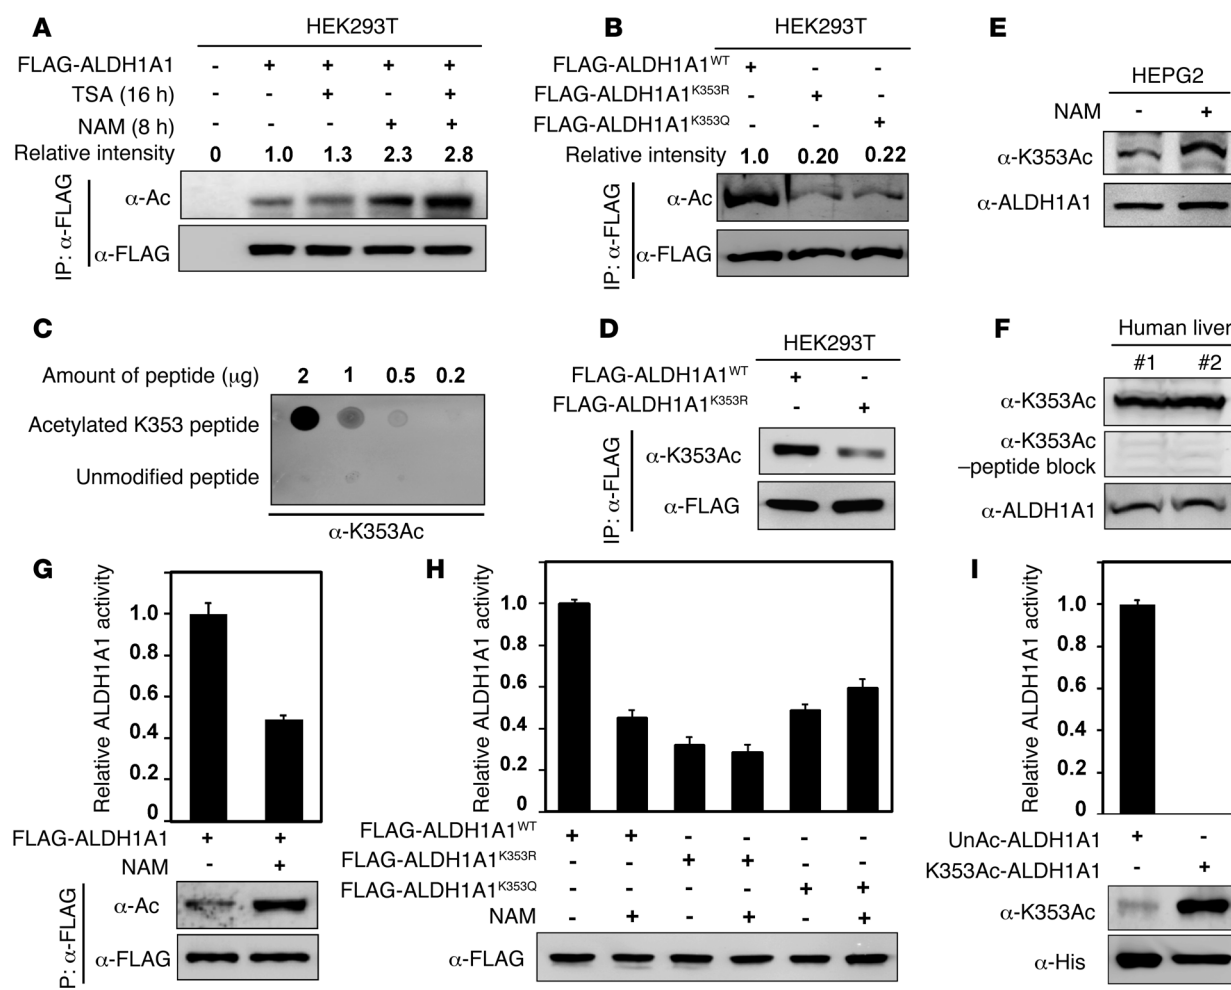 A
HEK293T
FLAG-ALDH1A1 - + + + +
TSA (16 h) - - + - +
NAM (8 h) - - - + +
Relative intensity 0 1.0 1.3 2.3 2.8
IP: α-FLAG
α-Ac
α-FLAG
B
HEK293T
FLAG-ALDH1A1WT + - -
FLAG-ALDH1A1K353R - + -
FLAG-ALDH1A1K353Q - - +
Relative intensity 1.0 0.20 0.22
IP: α-FLAG
α-Ac
α-FLAG
E
HEPG2
NAM - +
α-K353Ac
α-ALDH1A1
C
Amount of peptide (µg) 2 1 0.5 0.2
Acetylated K353 peptide
Unmodified peptide
α-K353Ac
D
HEK293T
FLAG-ALDH1A1WT + -
FLAG-ALDH1A1K353R - +
IP: α-FLAG
α-K353Ac
α-FLAG
F
Human liver
#1 #2
α-K353Ac
α-K353Ac
–peptide block
α-ALDH1A1
G
Relative ALDH1A1 activity
1.0
0.8
0.6
0.4
0.2
0
FLAG-ALDH1A1 + +
NAM - +
P: α-FLAG
α-Ac
α-FLAG
H
Relative ALDH1A1 activity
1.0
0.8
0.6
0.4
0.2
0
FLAG-ALDH1A1WT + + - - - -
FLAG-ALDH1A1K353R - - + + - -
FLAG-ALDH1A1K353Q - - - - + +
NAM - + - + - +
α-FLAG
I
Relative ALDH1A1 activity
1.0
0.8
0.6
0.4
0.2
0
UnAc-ALDH1A1 + -
K353Ac-ALDH1A1 - +
α-K353Ac
α-His